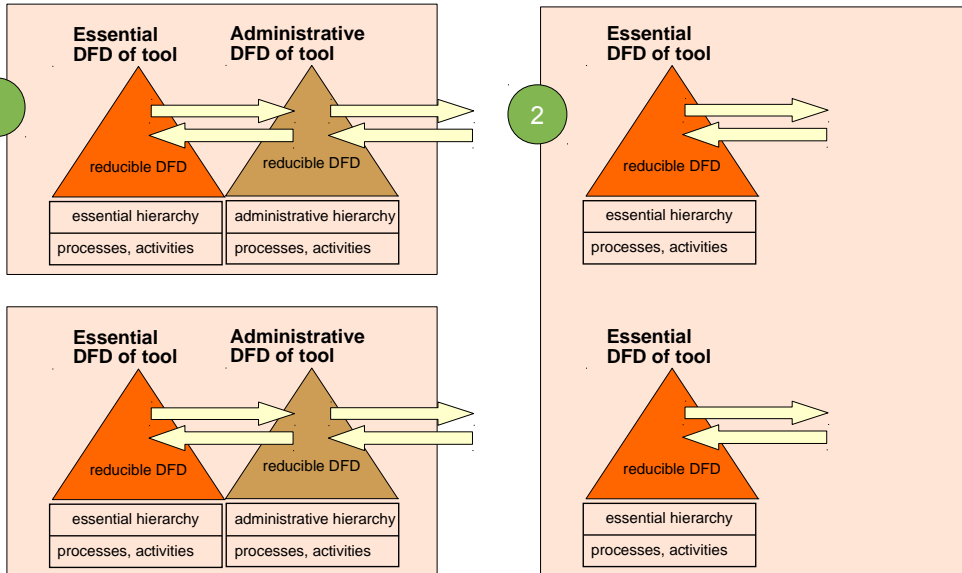 Essential
DFD of tool
Administrative
DFD of tool
reducible DFD
reducible DFD
essential hierarchy
administrative hierarchy
processes, activities
processes, activities
2
Essential
DFD of tool
reducible DFD
essential hierarchy
processes, activities
Essential
DFD of tool
Administrative
DFD of tool
reducible DFD
reducible DFD
essential hierarchy
administrative hierarchy
processes, activities
processes, activities
Essential
DFD of tool
reducible DFD
essential hierarchy
processes, activities